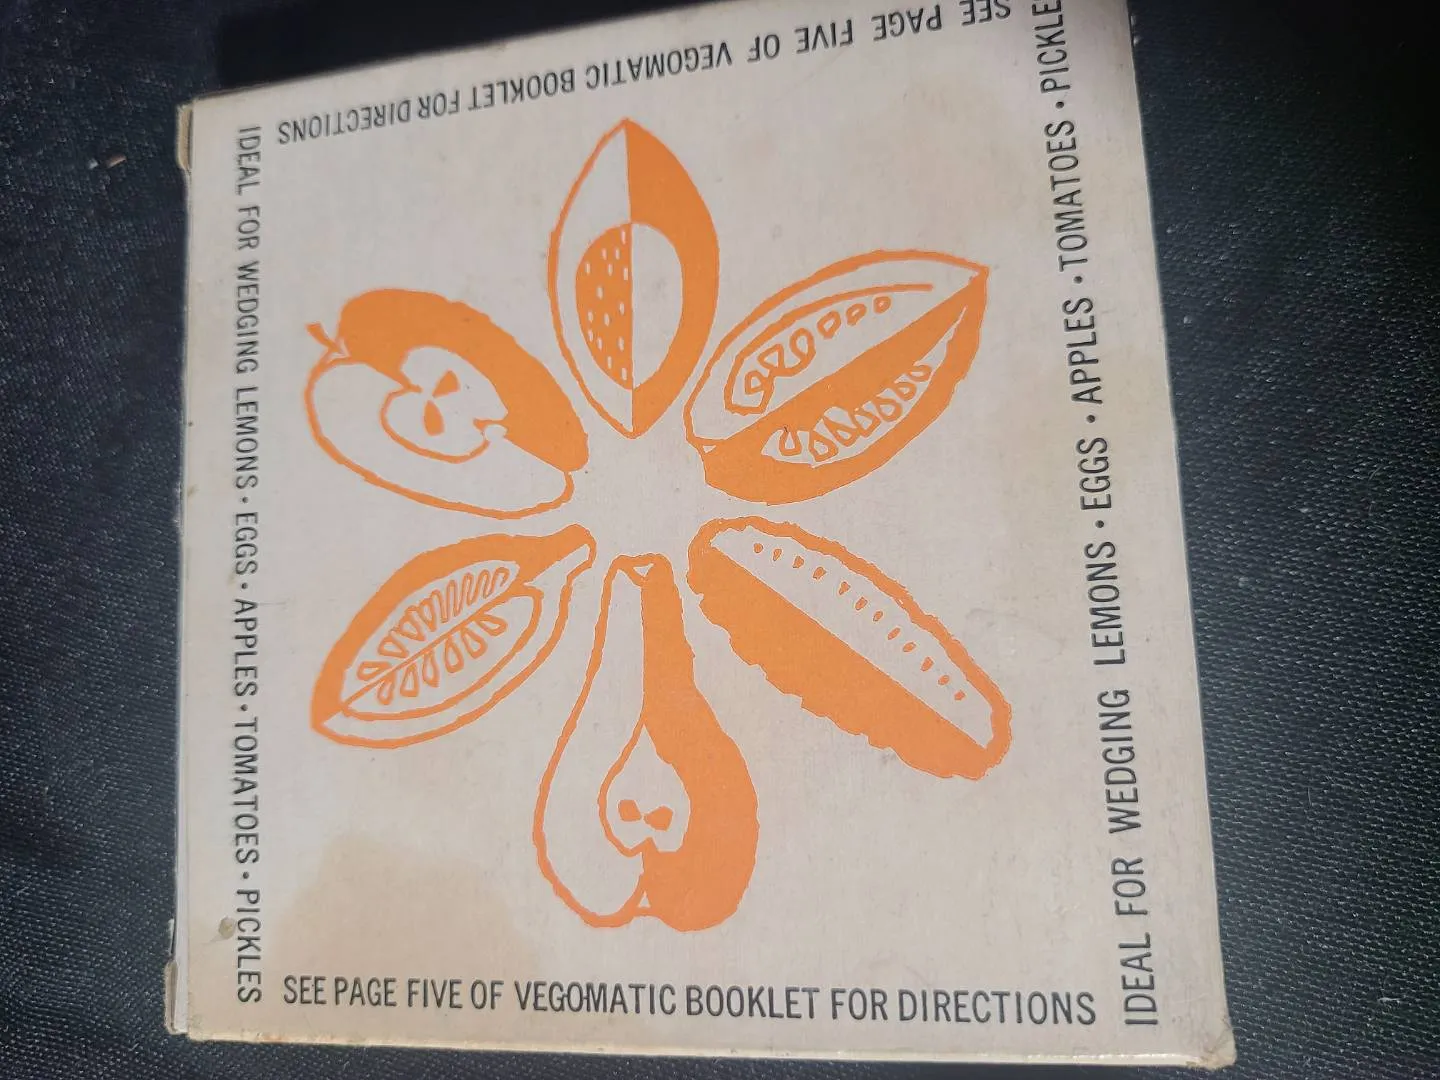 SEE PAGE FIVE OF VEGOMATIC BOOKLET FOR DIRECTIONS
IDEAL FOR WEDGING LEMONS • EGGS • APPLES • TOMATOES • PICKLES
IDEAL FOR WEDGING LEMONS • EGGS • APPLES • TOMATOES • PICKLE
SEE PAGE FIVE OF VEGOMATIC BOOKLET FOR DIRECTIONS